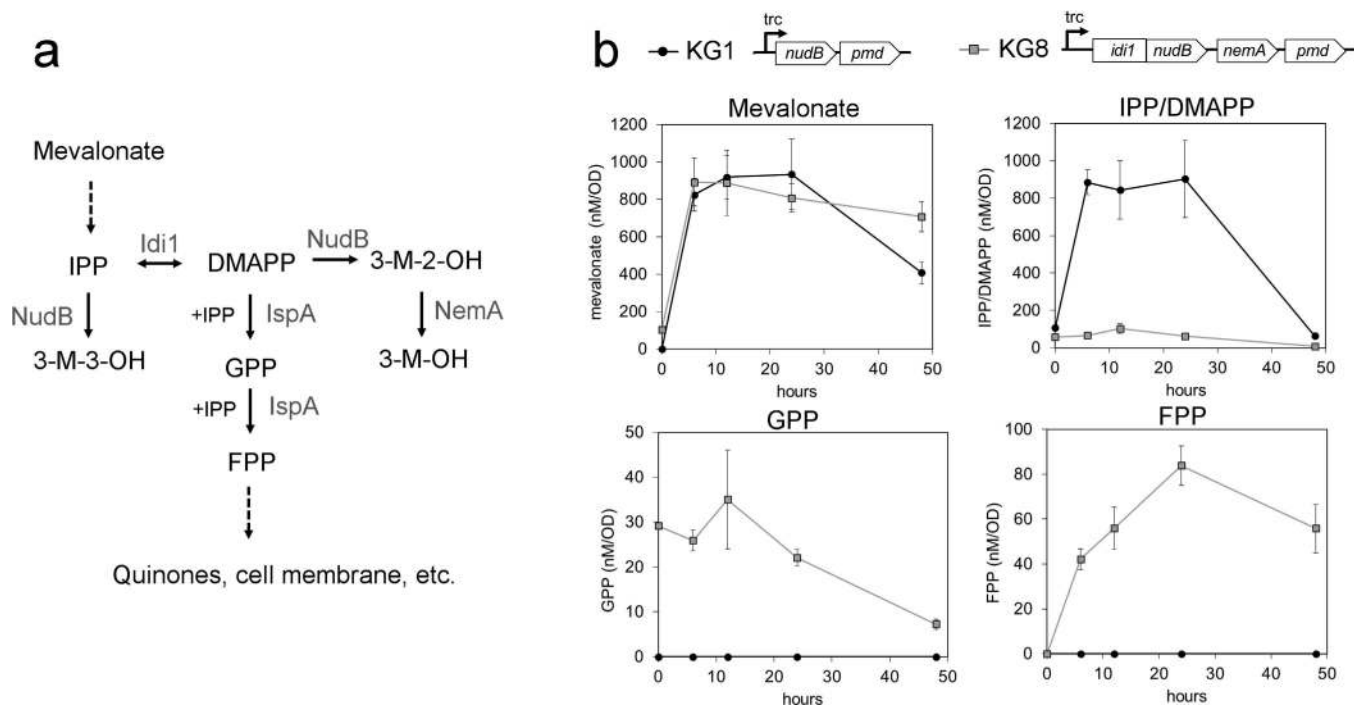 a
Mevalonate
Idi1
NudB
IPP
DMAPP
3-M-2-OH
NudB
+IPP
IspA
NemA
3-M-3-OH
GPP
3-M-OH
+IPP
IspA
FPP
Quinones, cell membrane, etc.
b
KG1
trc
nudB
pmd
KG8
trc
idi1
nudB
nemA
pmd
Mevalonate
mevalonate (nM/OD)
1200
1000
800
600
400
200
0
0 10 20 30 40 50
hours
IPP/DMAPP
IPP/DMAPP (nM/OD)
1200
1000
800
600
400
200
0
0 10 20 30 40 50
hours
GPP
GPP (nM/OD)
50
40
30
20
10
0
0 10 20 30 40 50
hours
FPP
FPP (nM/OD)
100
80
60
40
20
0
0 10 20 30 40 50
hours